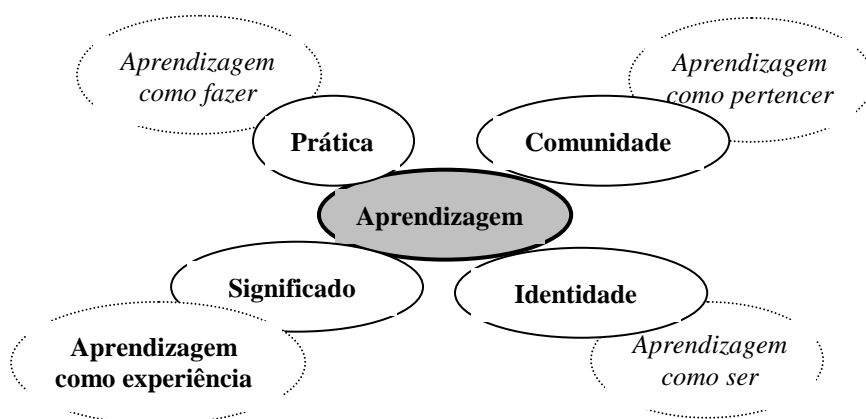 Aprendizagem
como fazer
Aprendizagem
como pertencer
Prática
Comunidade
Aprendizagem
Significado
Identidade
Aprendizagem
como experiência
Aprendizagem
como ser